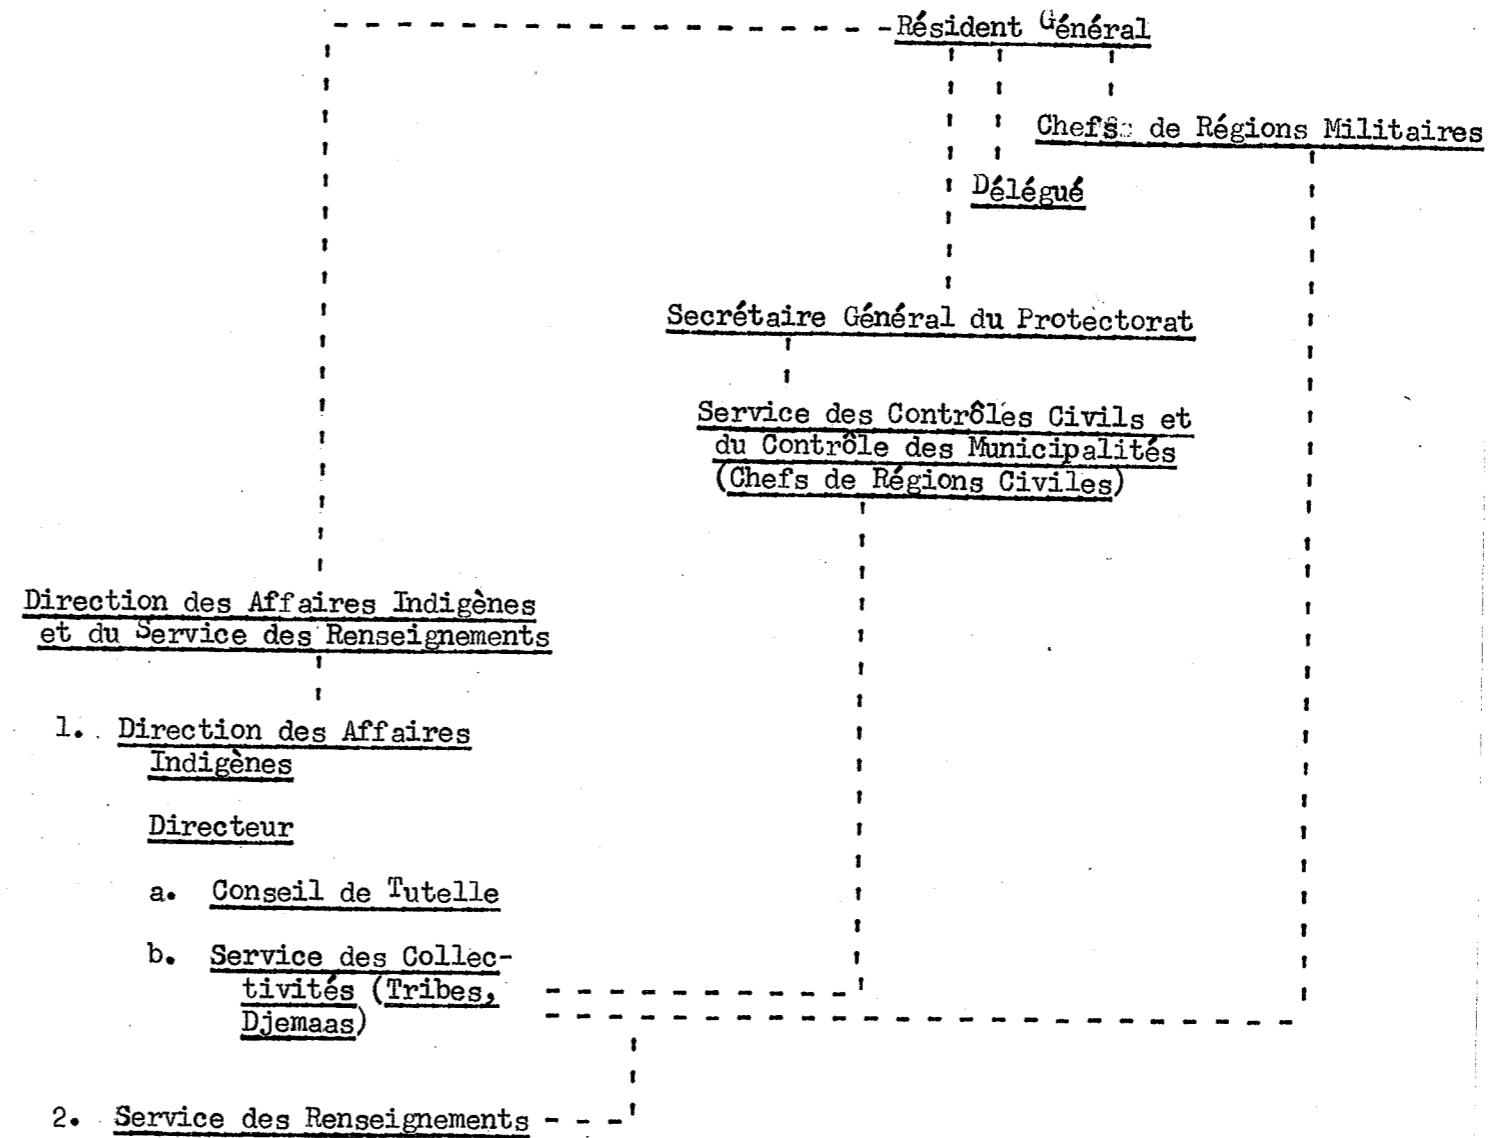 Résident Général
Chefs de Régions Militaires
Délégué
Secrétaire Général du Protectorat
Service des Contrôles Civils et
du Contrôle des Municipalités
(Chefs de Régions Civiles)
Direction des Affaires Indigènes
et du Service des Renseignements
1. Direction des Affaires
Indigènes
Directeur
a. Conseil de Tutelle
b. Service des Collec-
tivités (Tribes,
Djemaas)
2. Service des Renseignements